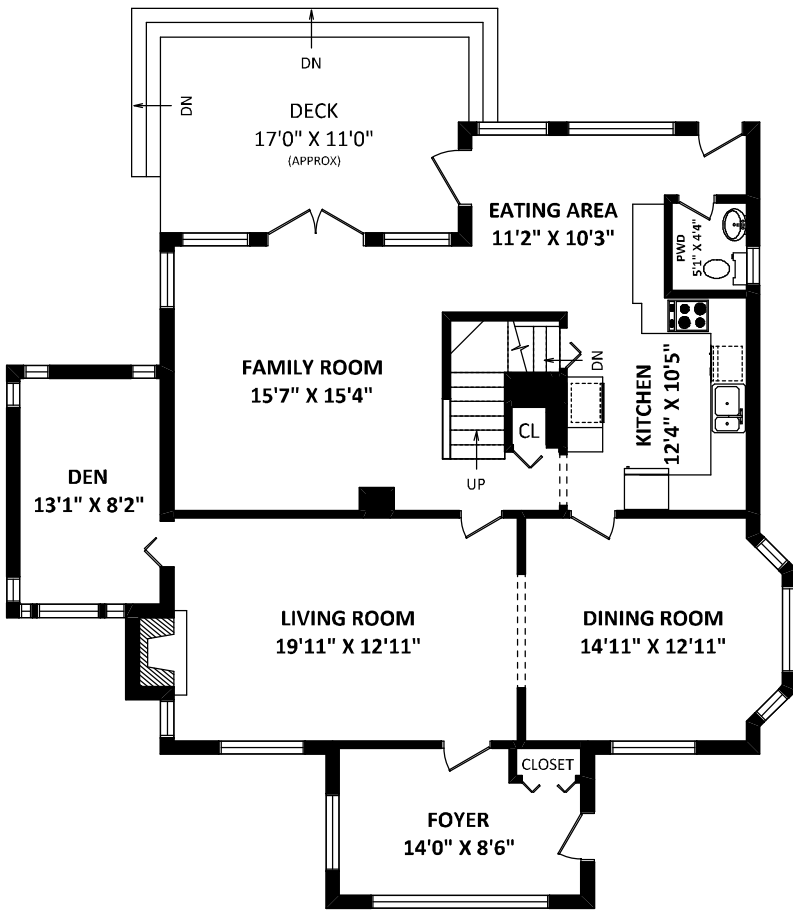 DN
DN
DECK
17'0" X 11'0"
(APPROX)
EATING AREA
11'2" X 10'3"
PWD
5'1" X 4'4"
FAMILY ROOM
15'7" X 15'4"
DN
KITCHEN
12'4" X 10'5"
CL
UP
DEN
13'1" X 8'2"
LIVING ROOM
19'11" X 12'11"
DINING ROOM
14'11" X 12'11"
CLOSET
FOYER
14'0" X 8'6"